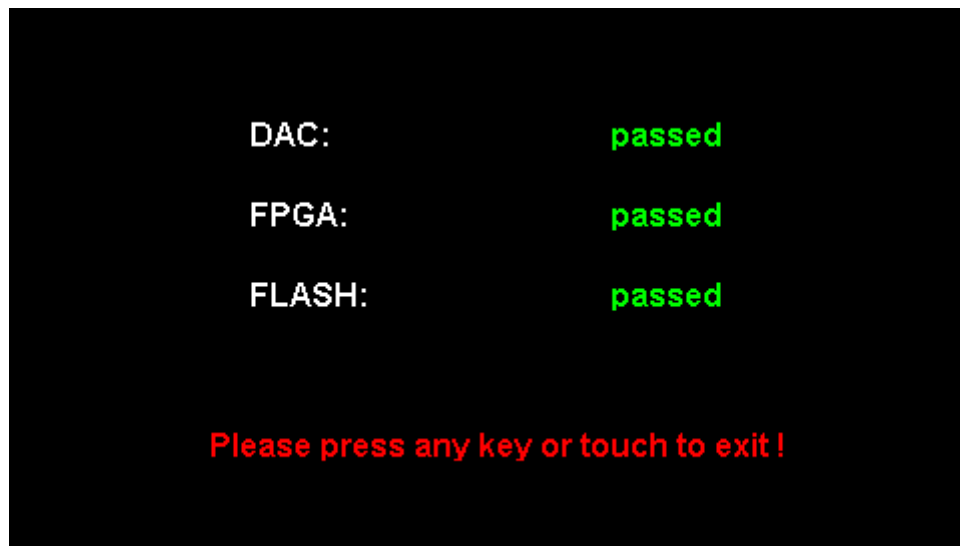 DAC: passed
FPGA: passed
FLASH: passed
Please press any key or touch to exit !